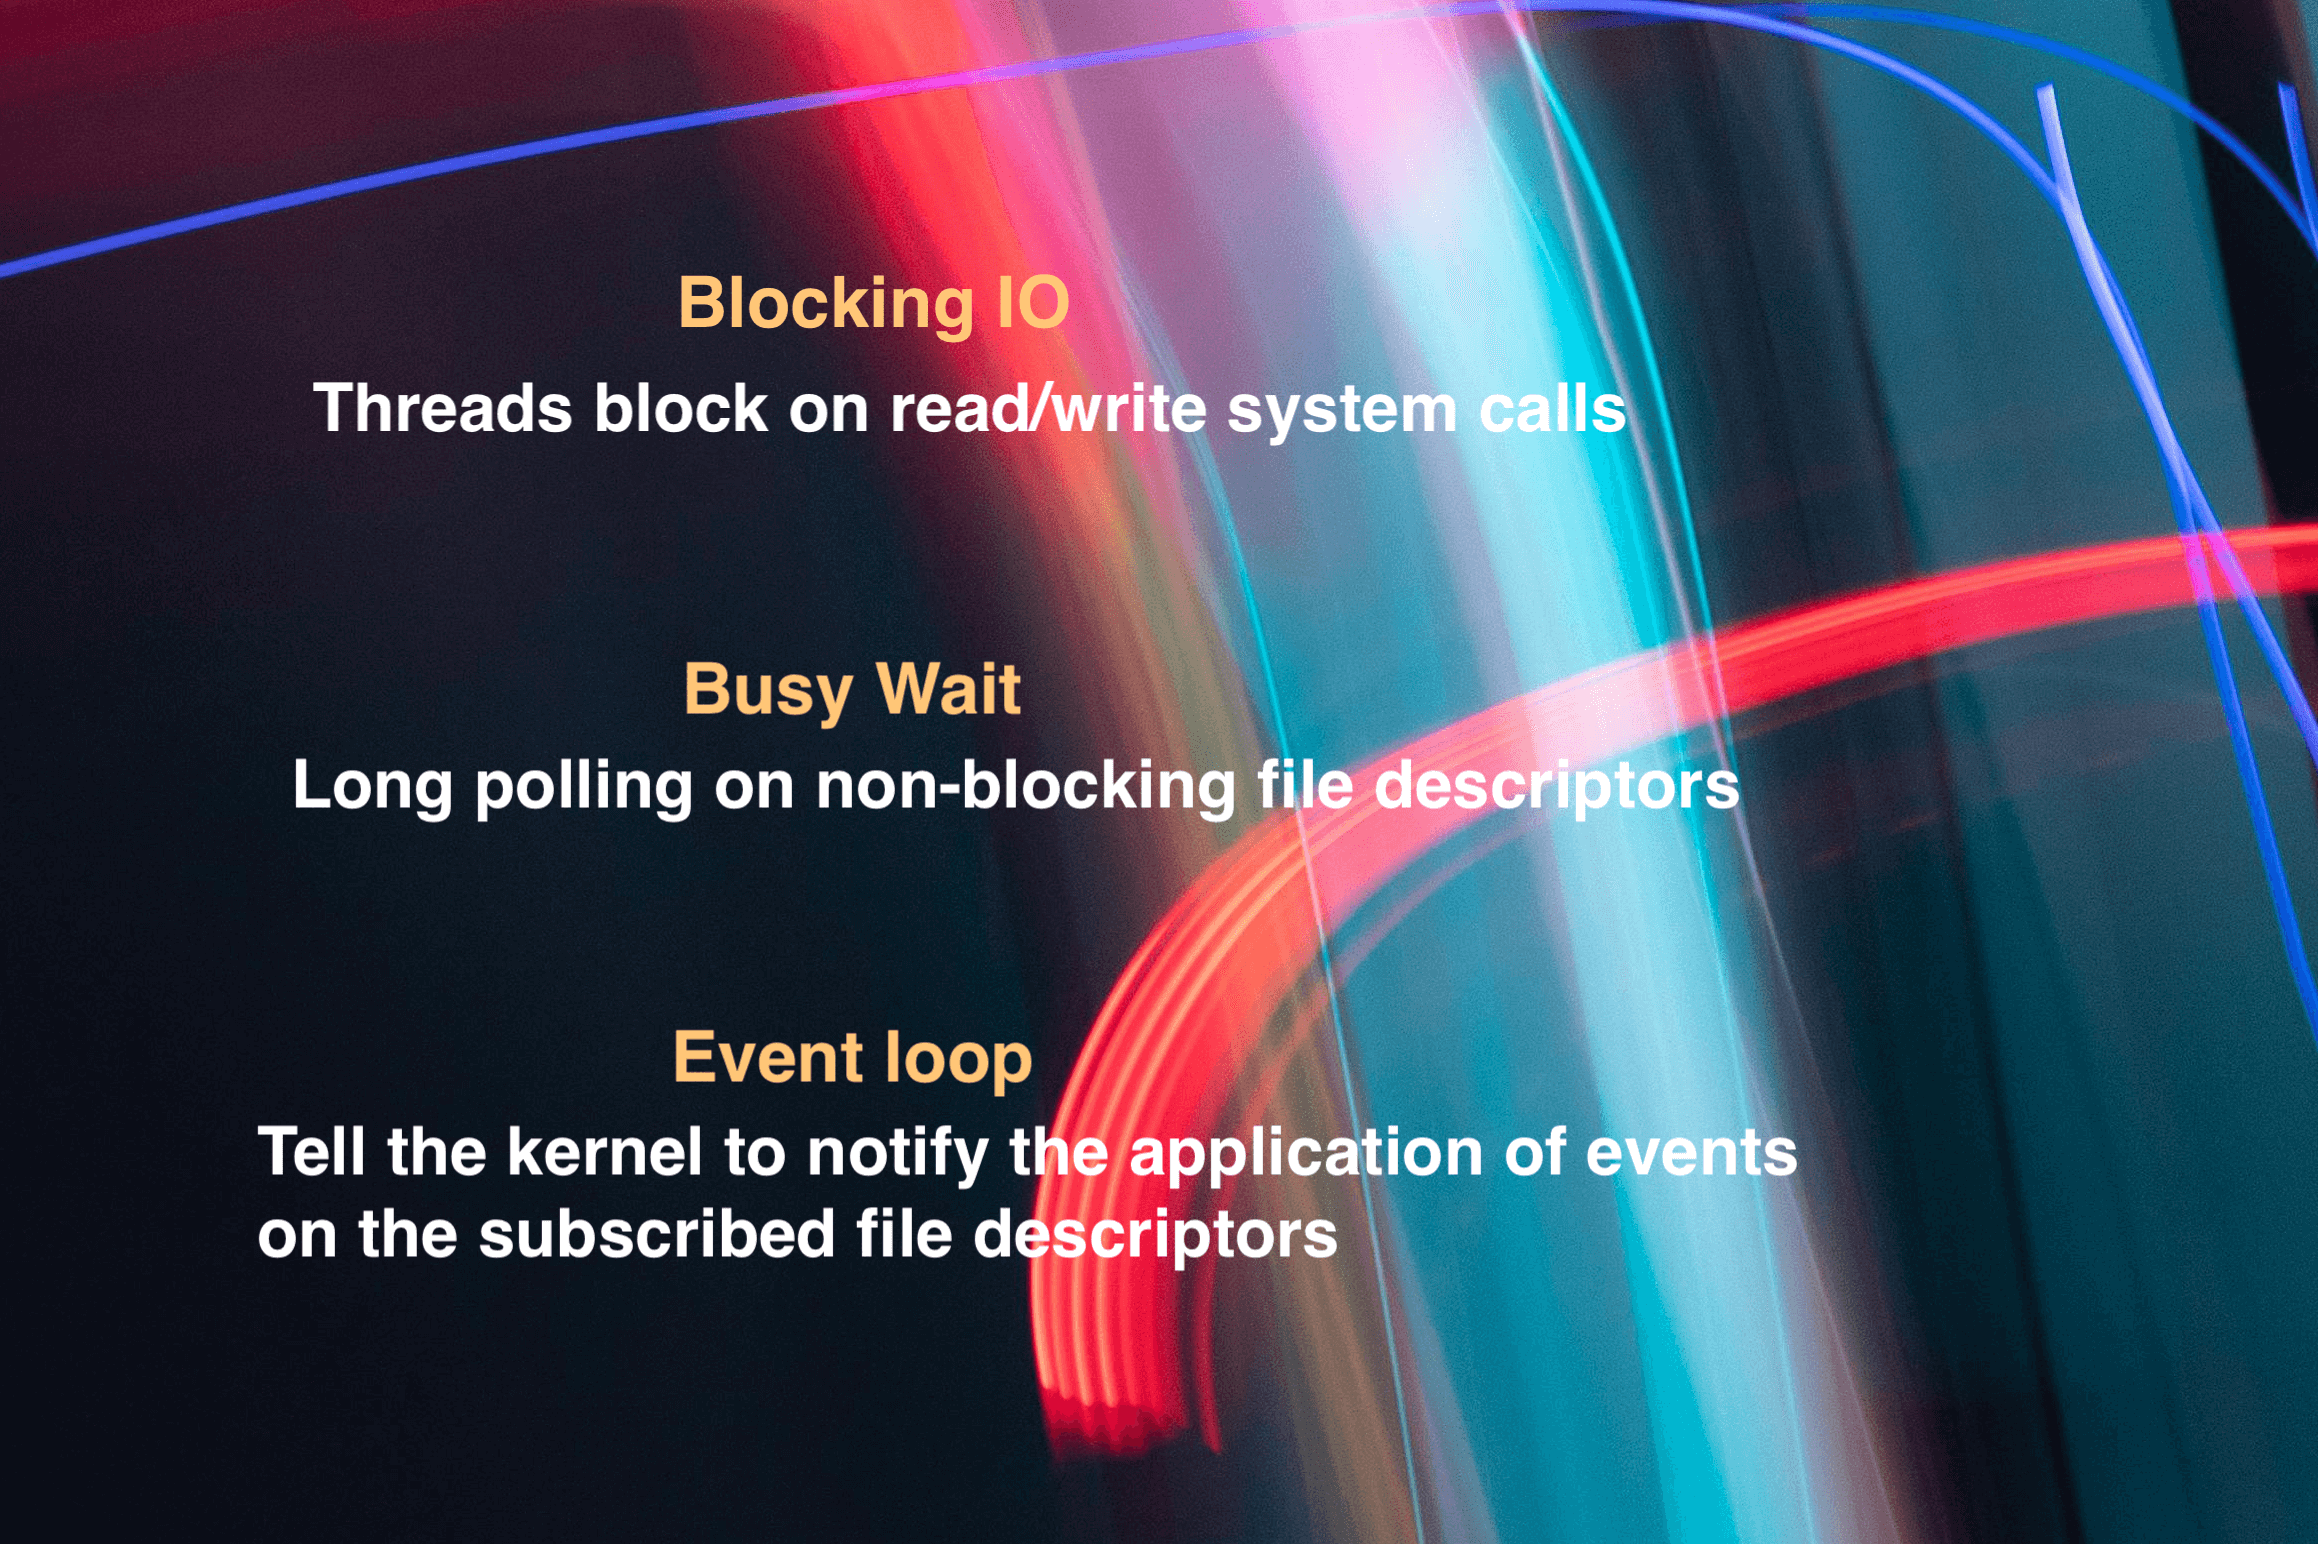 Blocking IO
Threads block on read/write system calls
Busy Wait
Long polling on non-blocking file descriptors
Event loop
Tell the kernel to notify the application of events
on the subscribed file descriptors